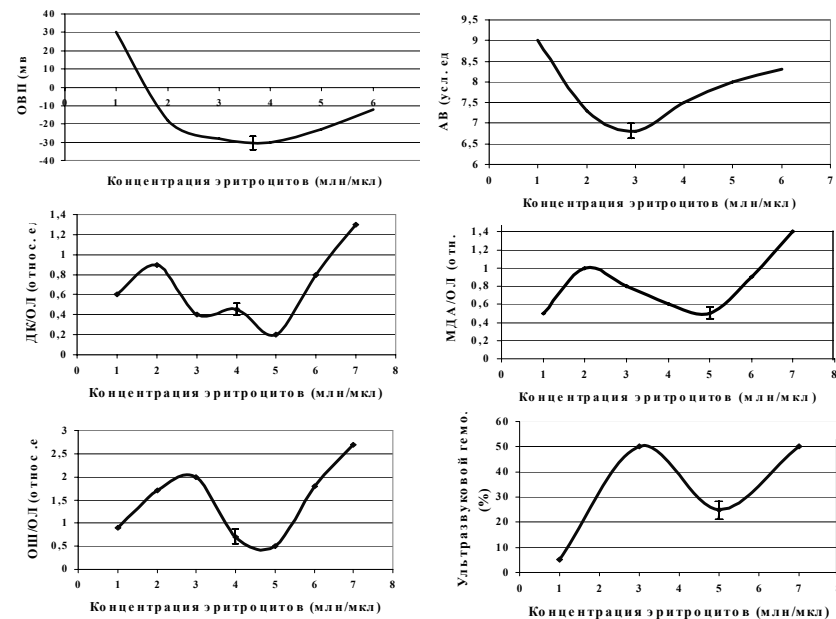 ОВП (мв
40
30
20
10
0
-10
-20
-30
-40
0 1 2 3 4 5 6
Концентрация эритроцитов (млн/мкл)
АВ (усл. ед
9,5
9
8,5
8
7,5
7
6,5
6
0 1 2 3 4 5 6 7
Концентрация эритроцитов (млн/мкл)
ДК/ОЛ (относ. е
1,4
1,2
1
0,8
0,6
0,4
0,2
0
0 1 2 3 4 5 6 7 8
Концентрация эритроцитов (млн/мкл)
МДА/ОЛ (отн.
1,4
1,2
1
0,8
0,6
0,4
0,2
0
0 1 2 3 4 5 6 7 8
Концентрация эритроцитов (млн/мкл)
ОШ/ОЛ (относ .е
3
2,5
2
1,5
1
0,5
0
0 1 2 3 4 5 6 7 8
Концентрация эритроцитов (млн/мкл)
Ультразвуковой гемо.
(%)
60
50
40
30
20
10
0
0 1 2 3 4 5 6 7
Концентрация эритроцитов (млн/мкл)